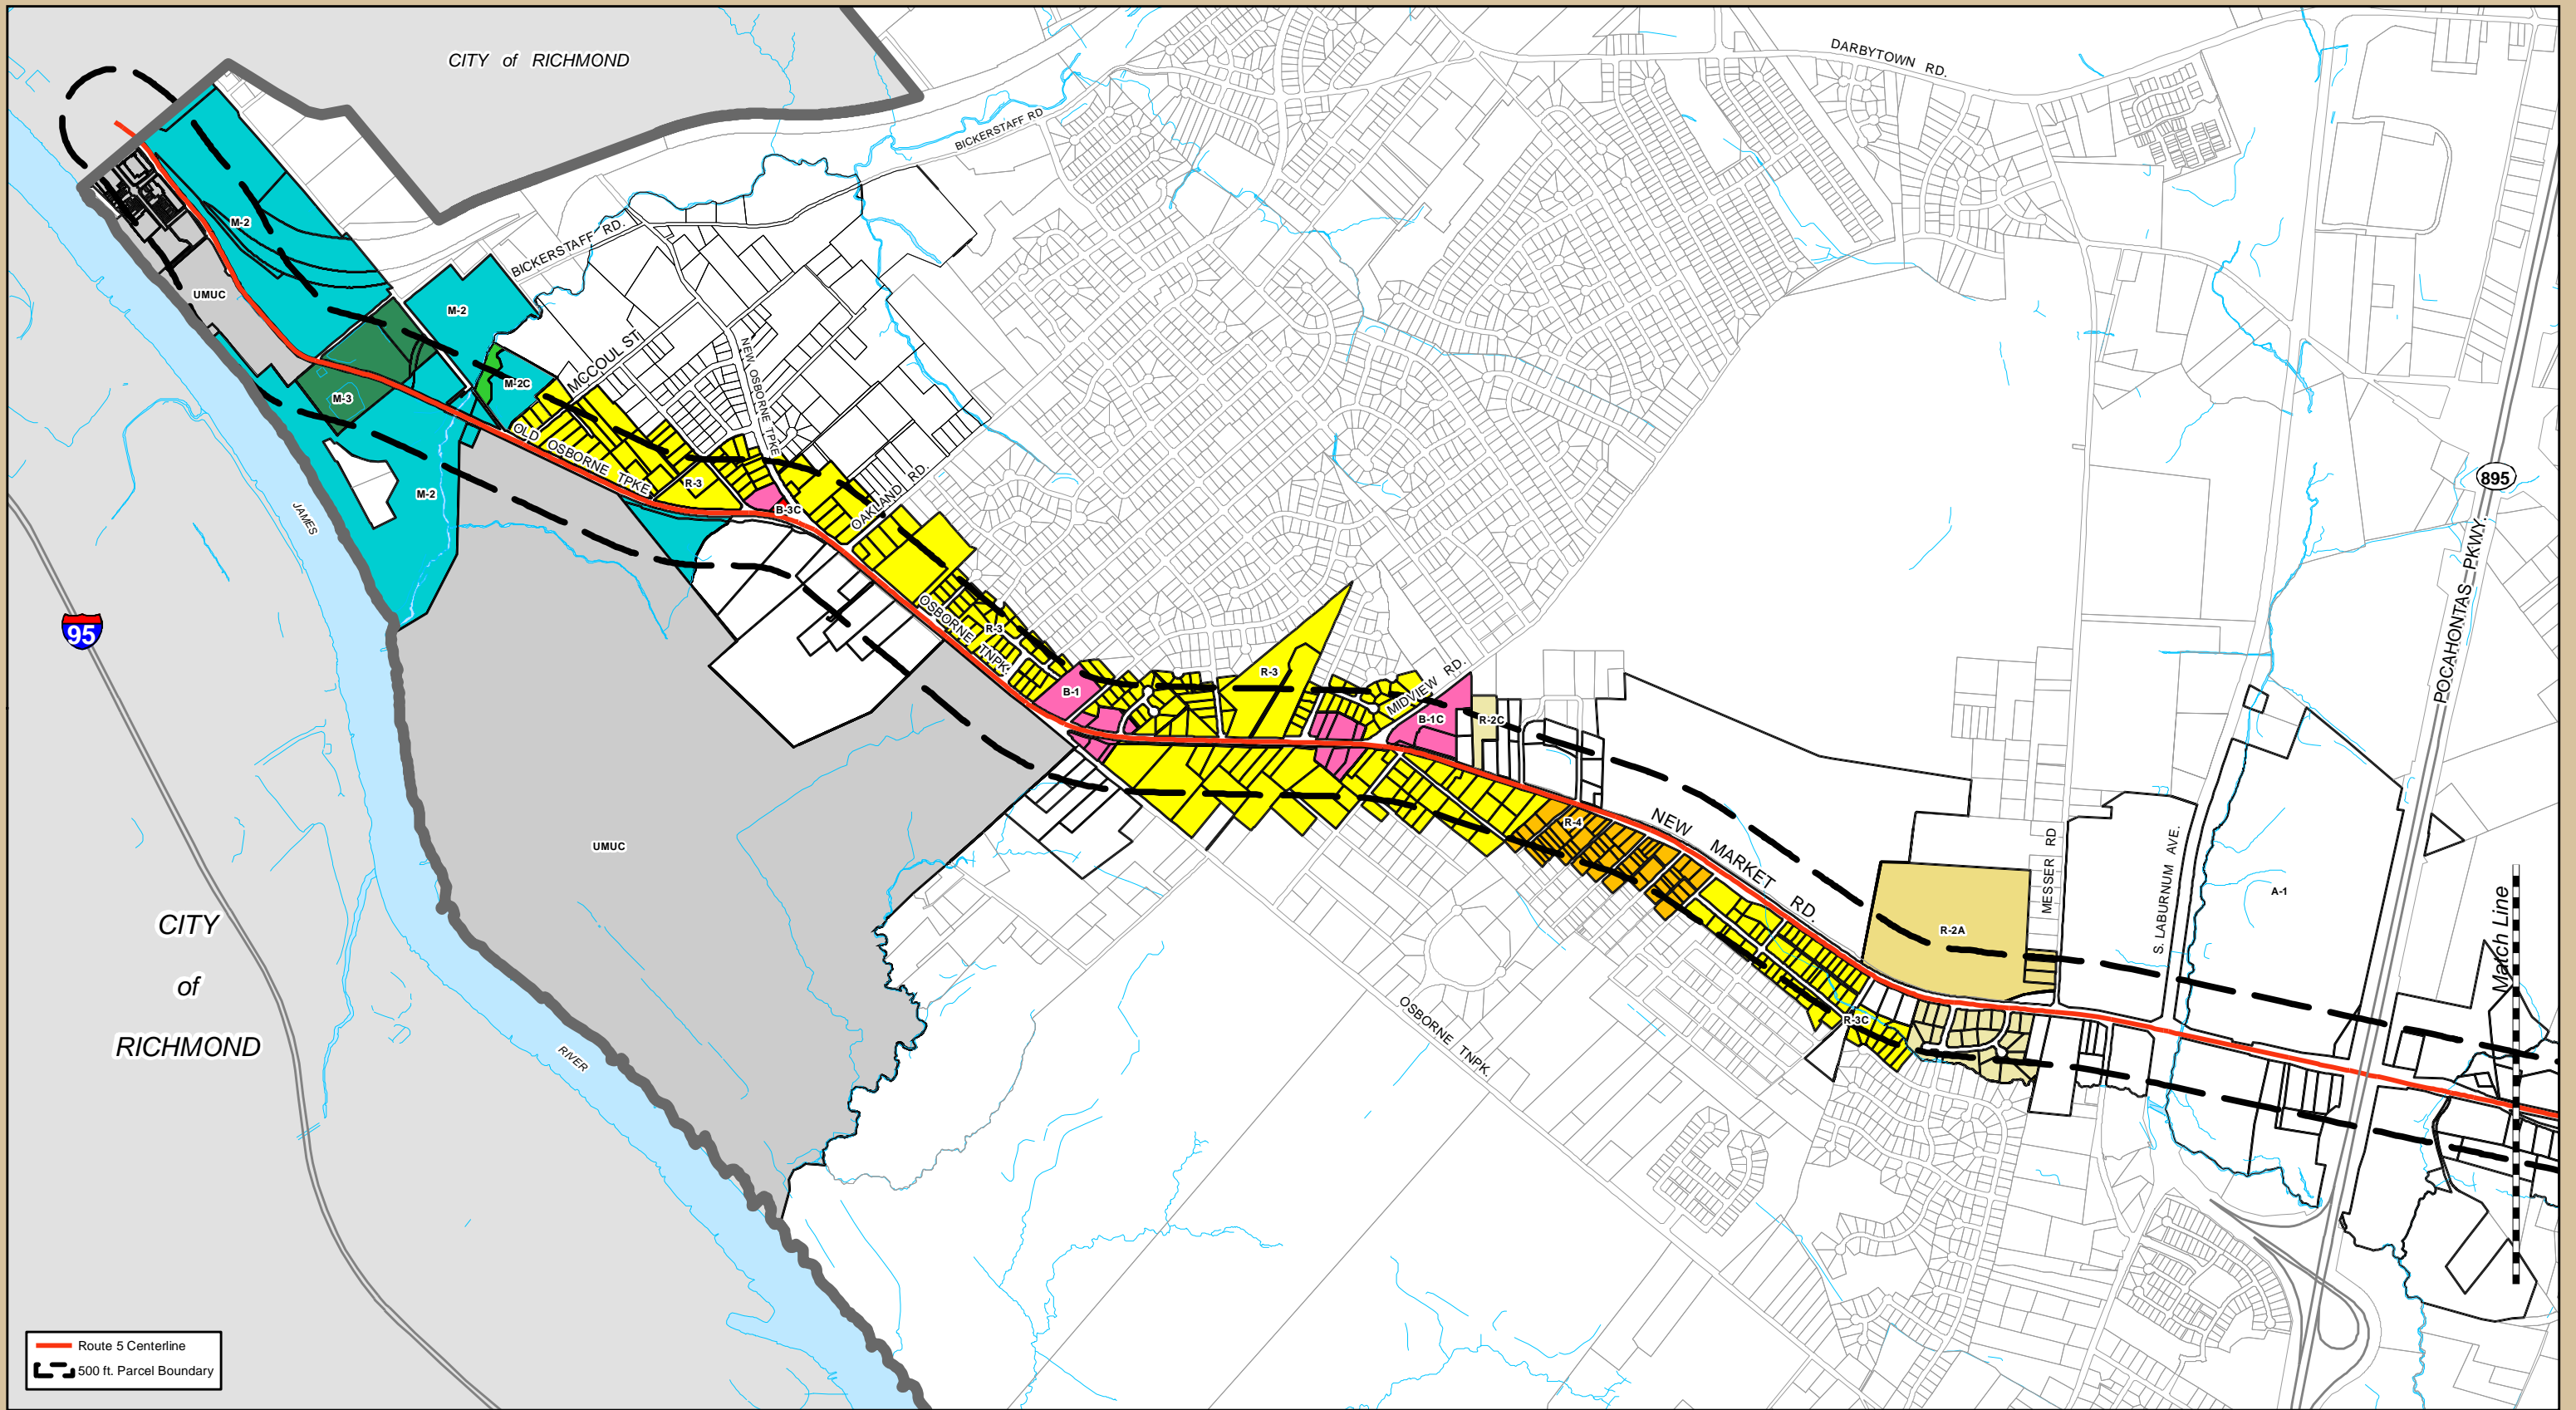 CITY of RICHMOND
DARBYTOWN RD.
BICKERSTAFF RD
BICKERSTAFF RD.
M-2
UMUC
M-2
M-3
M-2C
MCCOUL ST.
NEW OSBORNE TPKE
OLD OSBORNE TPKE
R-3
B-3C
OAKLAND RD.
M-2
JAMES
95
895
POCAHONTAS PKWY.
OSBORNE TNPK.
R-3
B-1
R-3
MIDVIEW RD.
B-1C
R-2C
UMUC
R-4
NEW MARKET RD.
MESSER RD
S. LABURNUM AVE.
A-1
R-2A
Match Line
CITY
of
RICHMOND
R-3C
OSBORNE TNPK.
RIVER
Route 5 Centerline
500 ft. Parcel Boundary